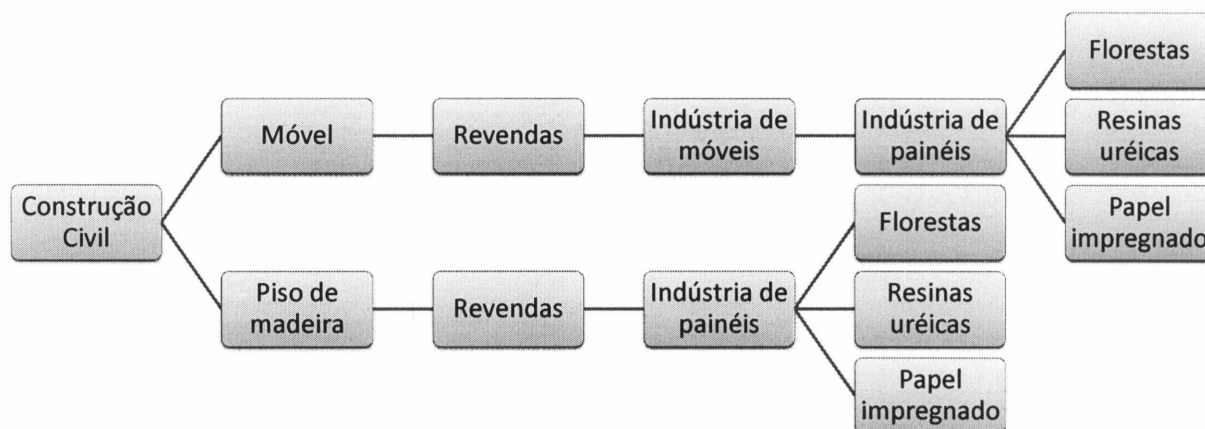 Construção
Civil
Móvel
Revendas
Indústria de
móveis
Indústria de
painéis
Florestas
Resinas
uréicas
Papel
impregnado
Piso de
madeira
Revendas
Indústria de
painéis
Florestas
Resinas
uréicas
Papel
impregnado